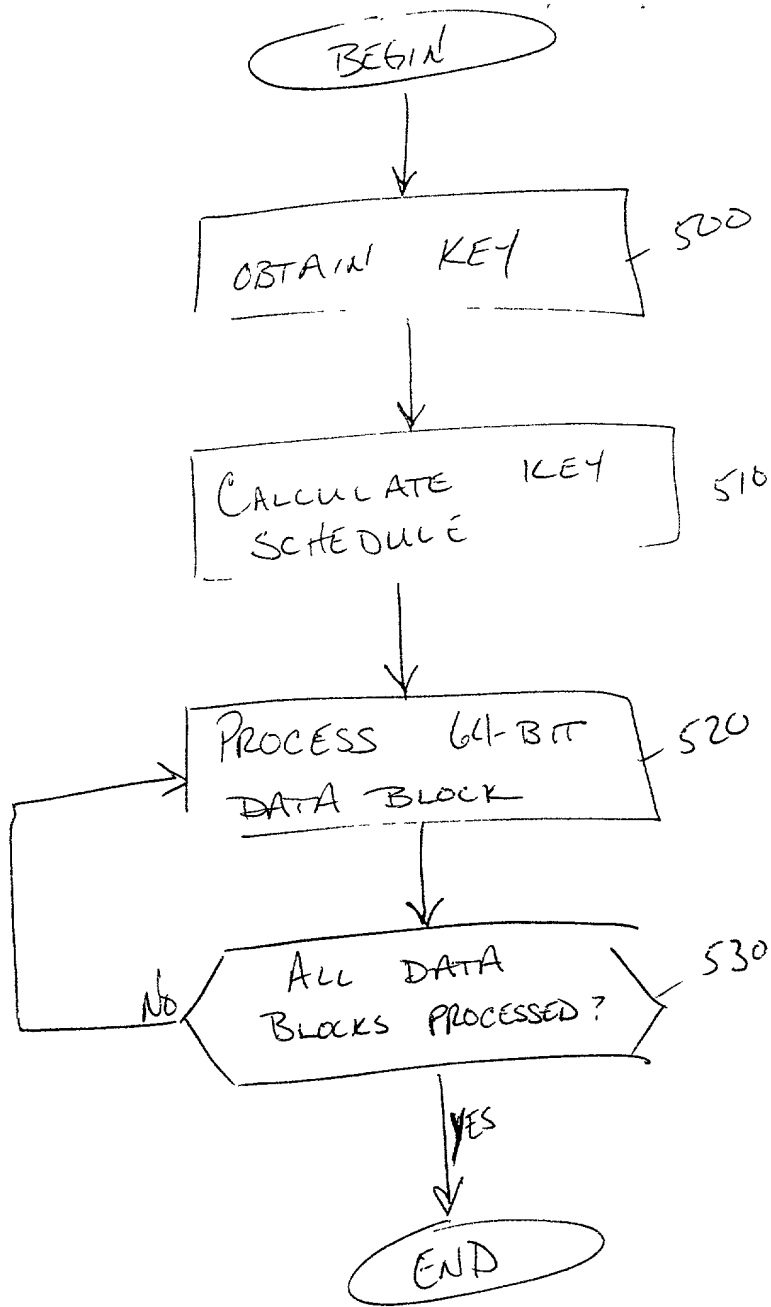 BEGIN
OBTAIN KEY
500
CALCULATE KEY
SCHEDULE
510
PROCESS 64-BIT
DATA BLOCK
520
ALL DATA
BLOCKS PROCESSED?
530
NO
YES
END